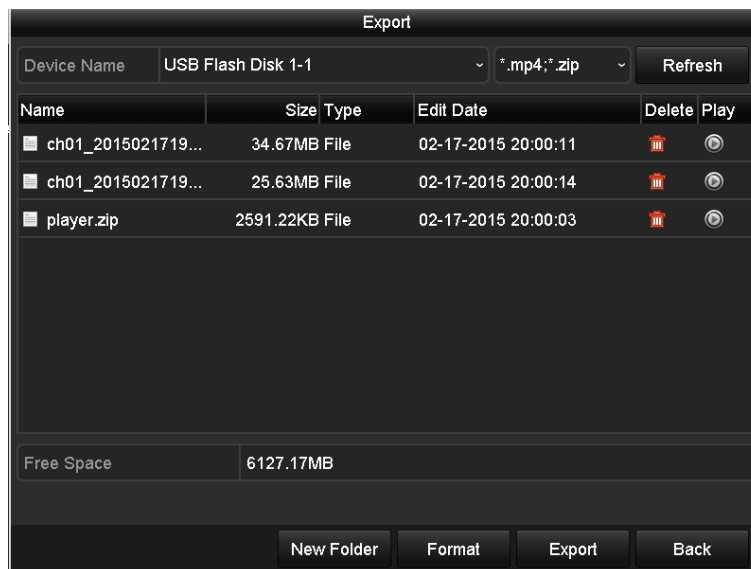 Export
Device Name USB Flash Disk 1-1 *.mp4;*.zip Refresh
Name Size Type Edit Date Delete Play
ch01_2015021719... 34.67MB File 02-17-2015 20:00:11
ch01_2015021719... 25.63MB File 02-17-2015 20:00:14
player.zip 2591.22KB File 02-17-2015 20:00:03
Free Space 6127.17MB
New Folder Format Export Back